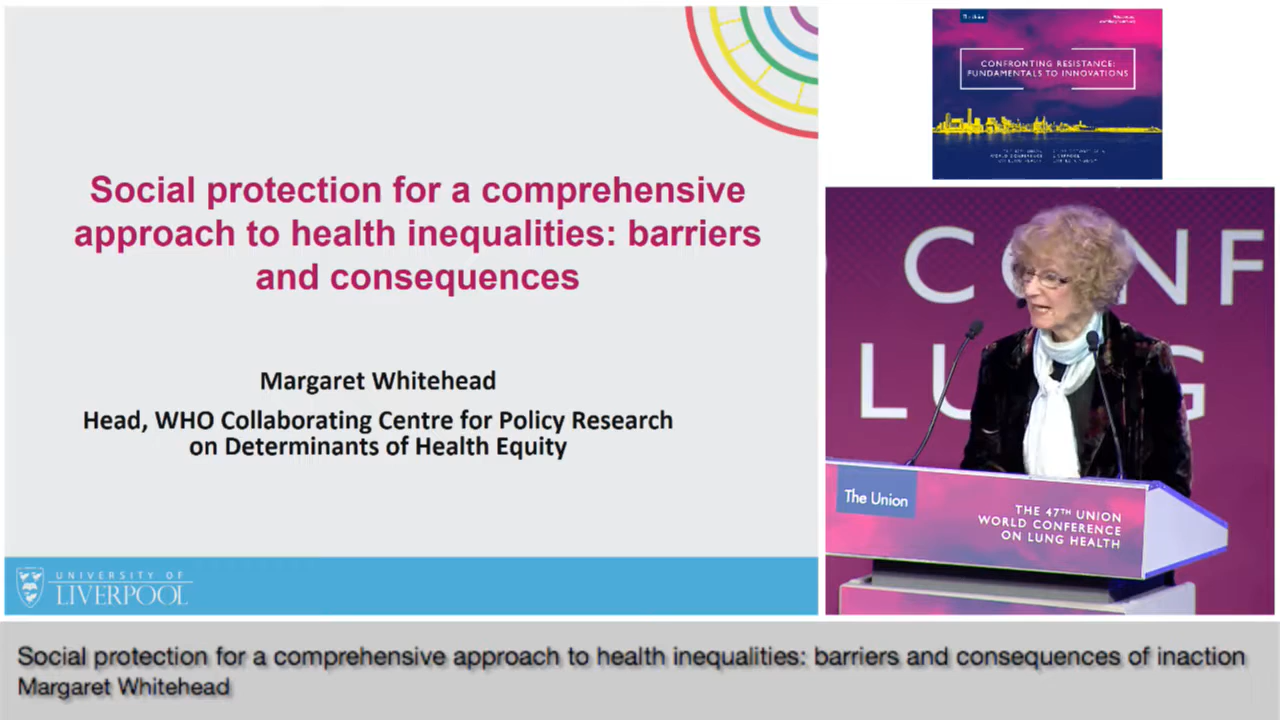 Social protection for a comprehensive
approach to health inequalities: barriers
and consequences
Margaret Whitehead
Head, WHO Collaborating Centre for Policy Research
on Determinants of Health Equity
UNIVERSITY OF
LIVERPOOL
The Union
CONFRONTING RESISTANCE:
FUNDAMENTALS TO INNOVATIONS
CONF
LUNG
The Union
THE 47TH UNION
WORLD CONFERENCE
ON LUNG HEALTH
Social protection for a comprehensive approach to health inequalities: barriers and consequences of inaction
Margaret Whitehead